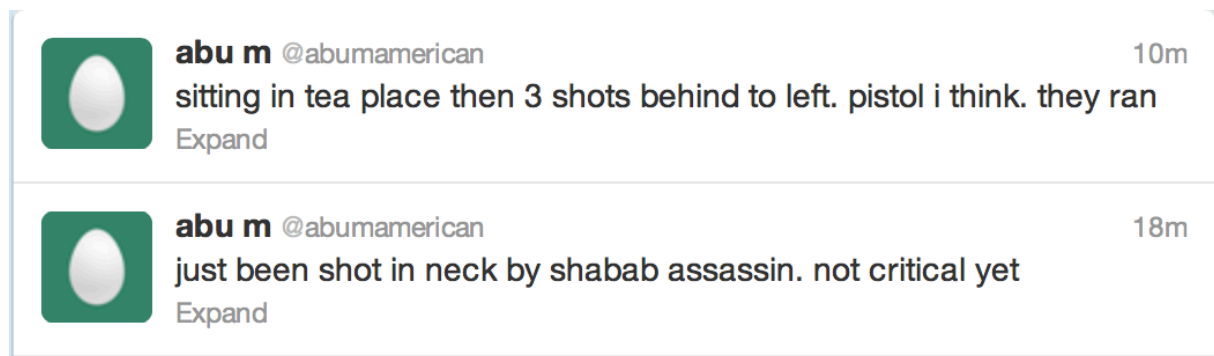 abu m @abumamerican 10m
sitting in tea place then 3 shots behind to left. pistol i think. they ran
Expand
abu m @abumamerican 18m
just been shot in neck by shabab assassin. not critical yet
Expand